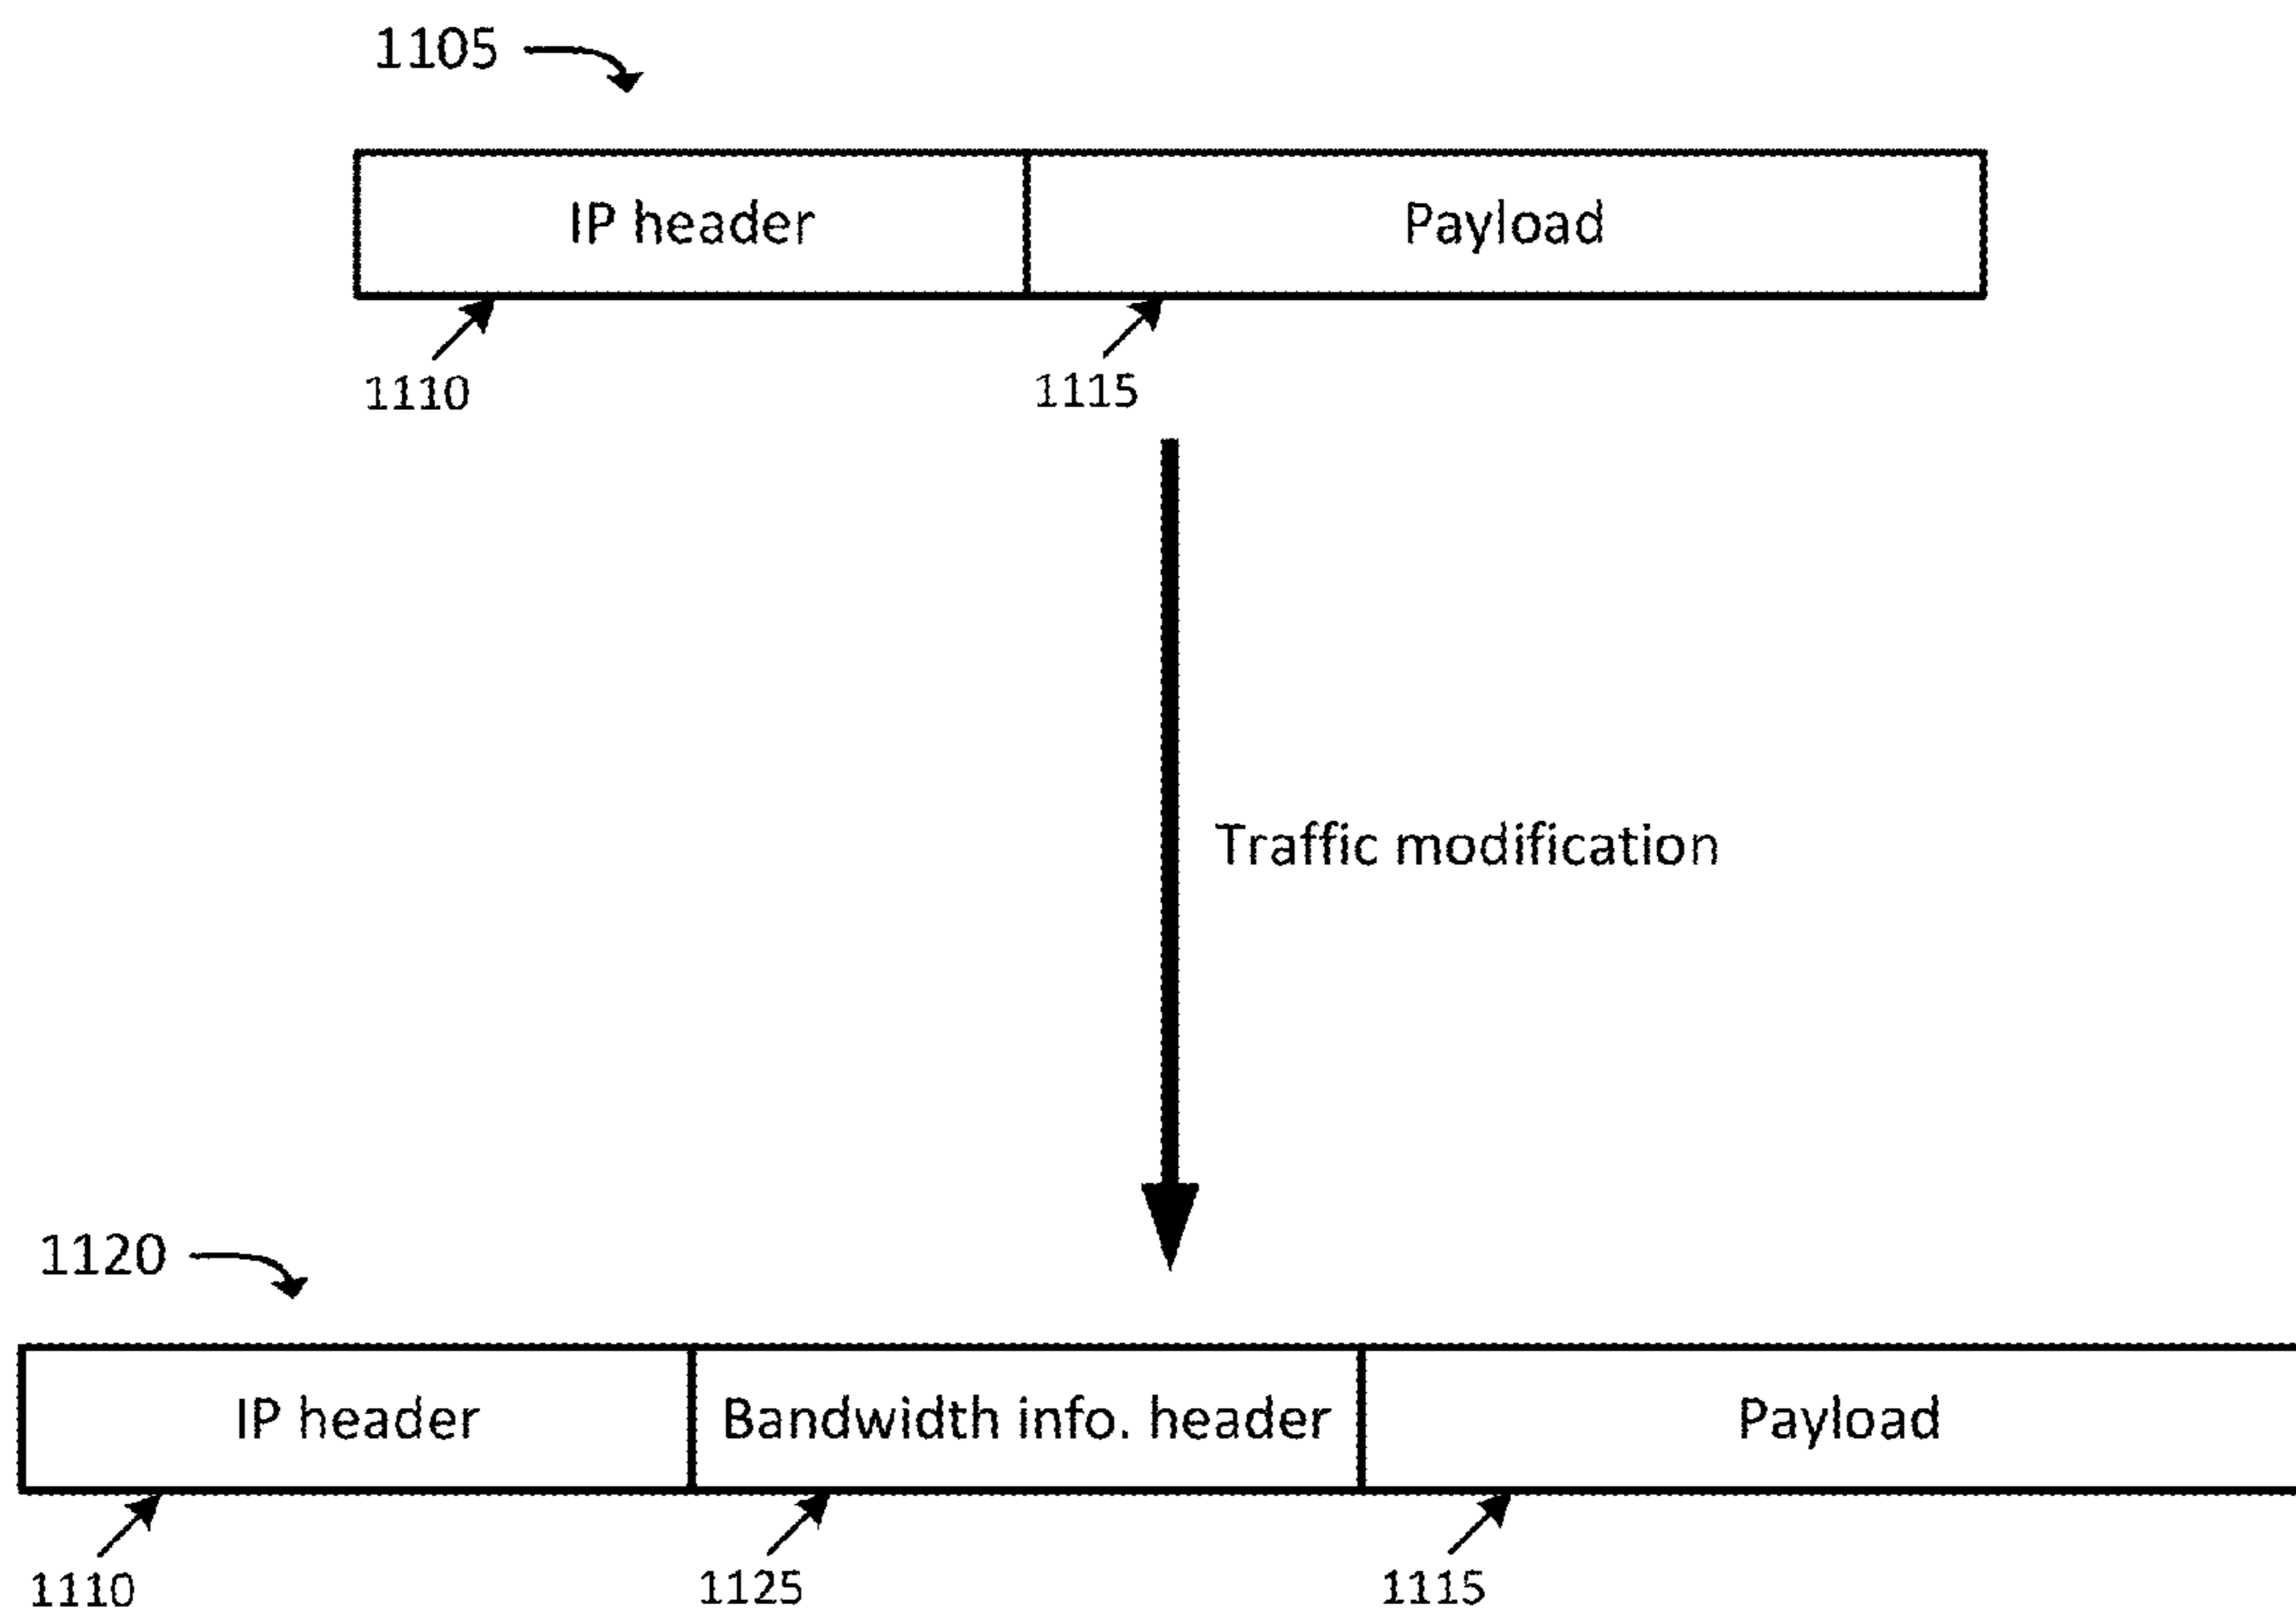 1105
IP header Payload
1110 1115
Traffic modification
1120
IP header Bandwidth info. header Payload
1110 1125 1115